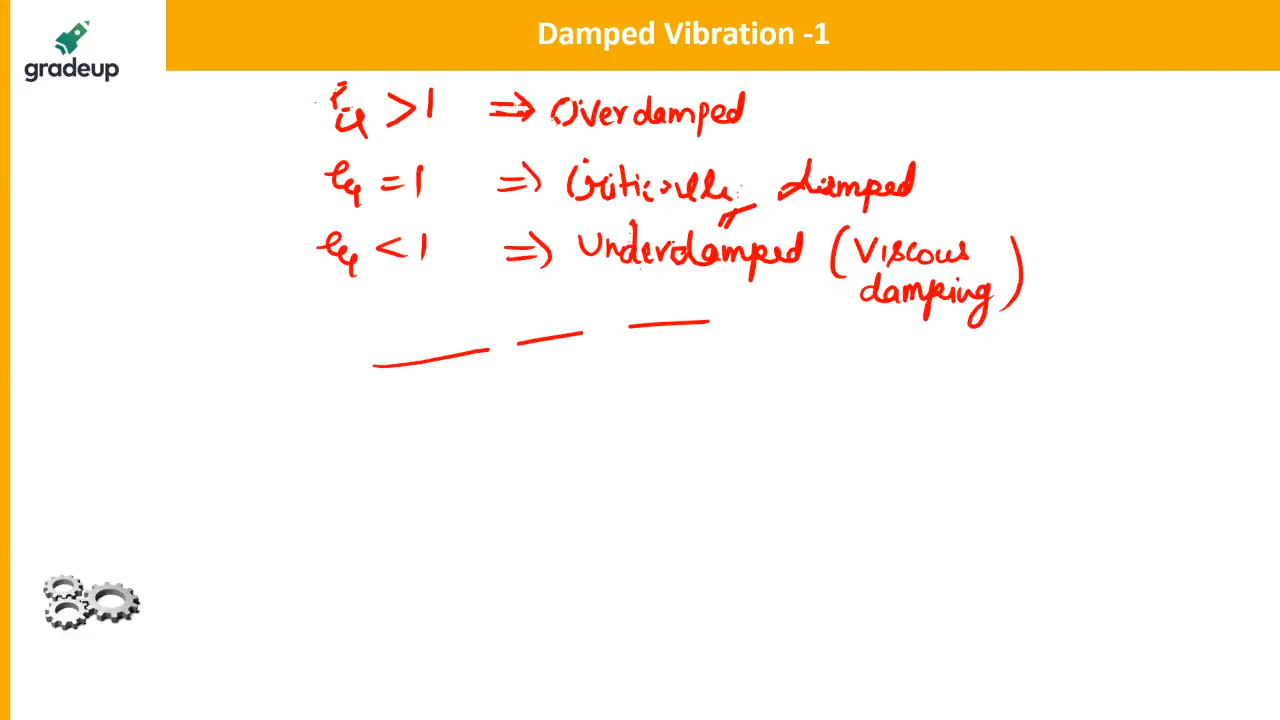 gradeup
Damped Vibration -1
ξ > 1 ⇒ Overdamped
ξ = 1 ⇒ Critically damped
ξ < 1 ⇒ Underdamped (Viscous
damping)